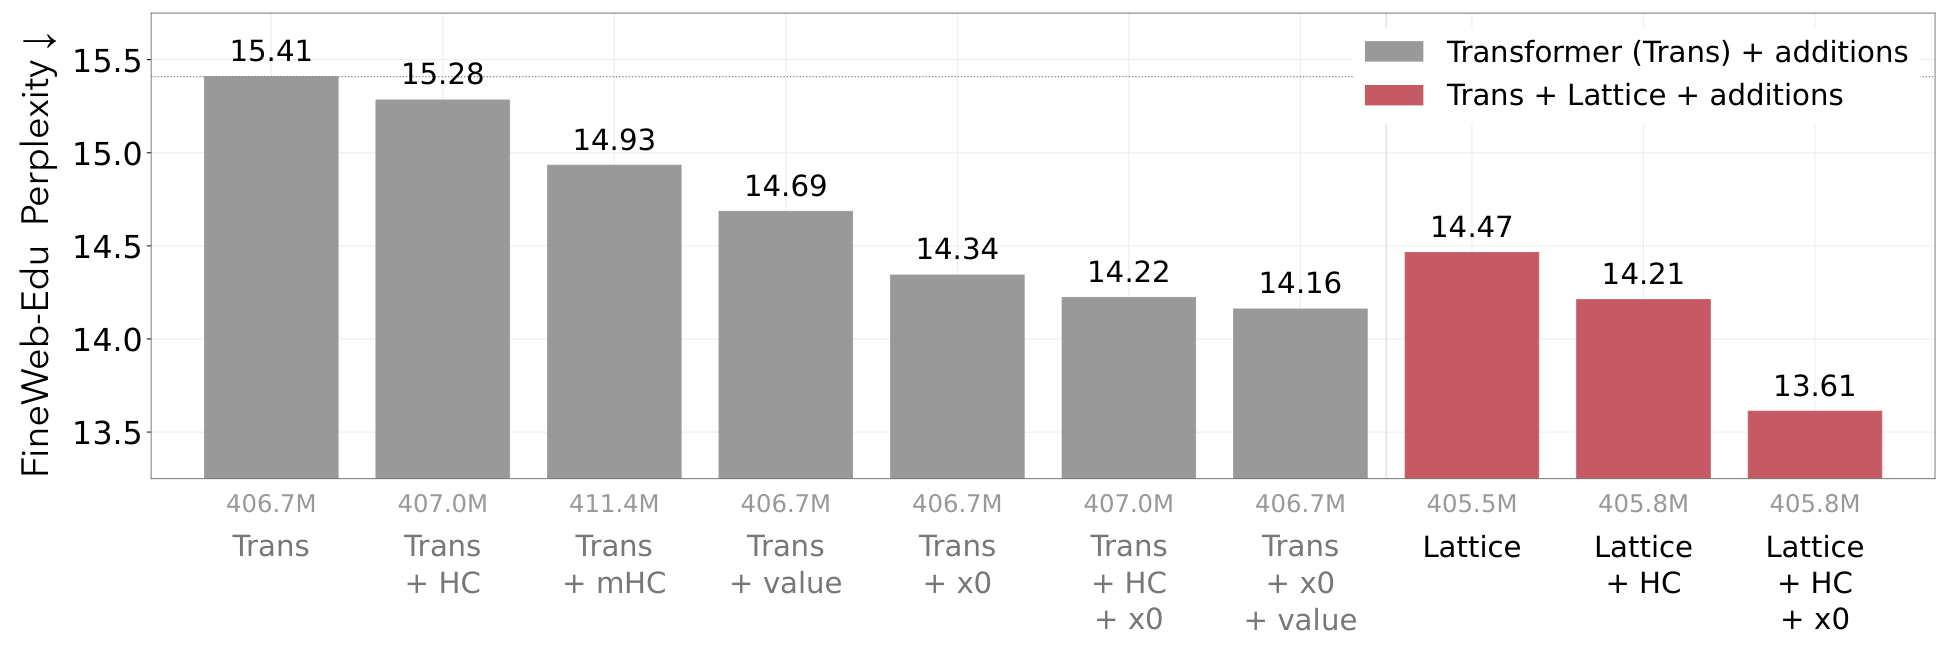 FineWeb-Edu Perplexity ↓
15.5
15.0
14.5
14.0
13.5
Transformer (Trans) + additions
Trans + Lattice + additions
15.41
15.28
14.93
14.69
14.34
14.22
14.16
14.47
14.21
13.61
406.7M
Trans
407.0M
Trans
+ HC
411.4M
Trans
+ mHC
406.7M
Trans
+ value
406.7M
Trans
+ x0
407.0M
Trans
+ HC
+ x0
406.7M
Trans
+ x0
+ value
405.5M
Lattice
405.8M
Lattice
+ HC
405.8M
Lattice
+ HC
+ x0